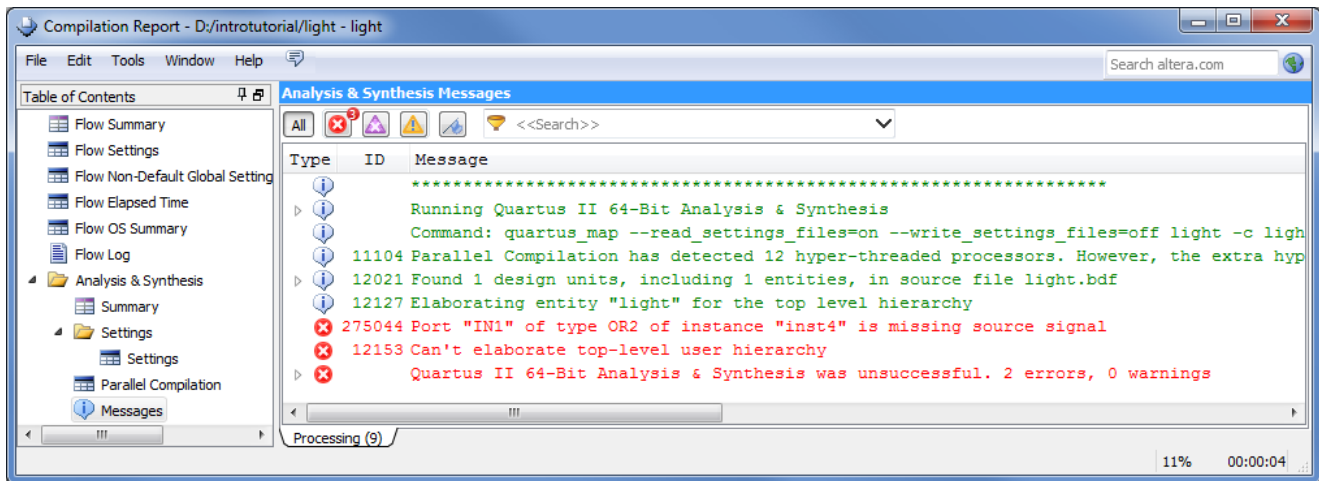 Compilation Report - D:/introtutorial/light - light
File Edit Tools Window Help
Search altera.com
Table of Contents
Flow Summary
Flow Settings
Flow Non-Default Global Setting
Flow Elapsed Time
Flow OS Summary
Flow Log
Analysis & Synthesis
Summary
Settings
Settings
Parallel Compilation
Messages
Analysis & Synthesis Messages
All 3 <<Search>>
Type ID Message
*******************************************************************
Running Quartus II 64-Bit Analysis & Synthesis
Command: quartus_map --read_settings_files=on --write_settings_files=off light -c ligh
11104 Parallel Compilation has detected 12 hyper-threaded processors. However, the extra hyp
12021 Found 1 design units, including 1 entities, in source file light.bdf
12127 Elaborating entity "light" for the top level hierarchy
275044 Port "IN1" of type OR2 of instance "inst4" is missing source signal
12153 Can't elaborate top-level user hierarchy
Quartus II 64-Bit Analysis & Synthesis was unsuccessful. 2 errors, 0 warnings
Processing (9)
11% 00:00:04